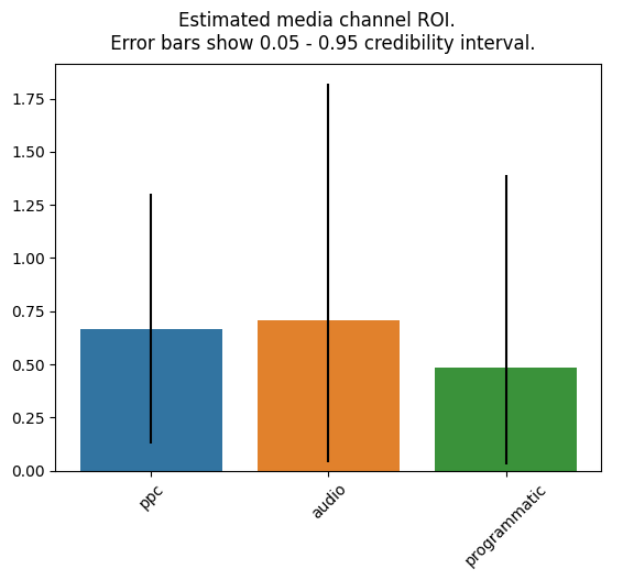 Estimated media channel ROI.
Error bars show 0.05 - 0.95 credibility interval.
1.75
1.50
1.25
1.00
0.75
0.50
0.25
0.00
ppc
audio
programmatic